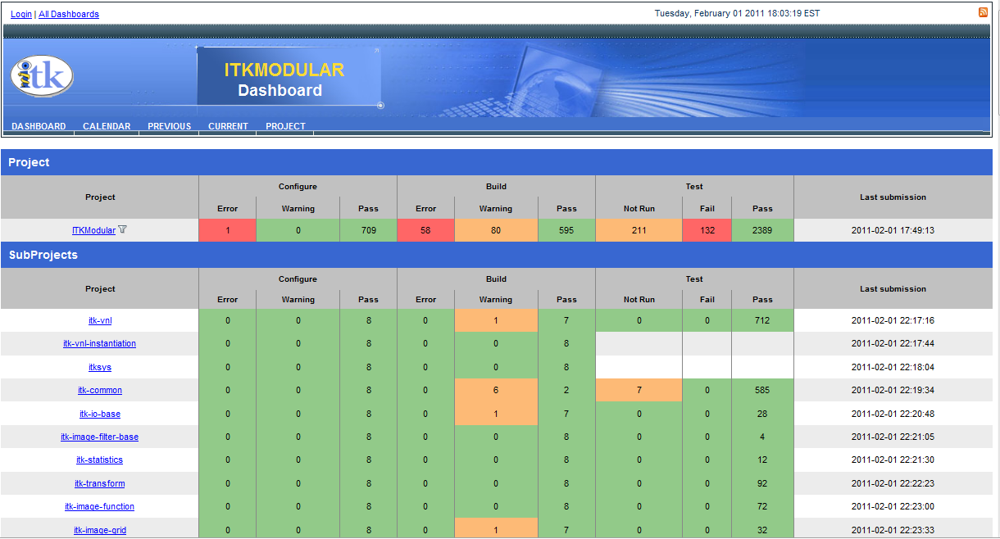 Login | All Dashboards Tuesday, February 01 2011 18:03:19 EST
itk
ITKMODULAR
Dashboard
DASHBOARD CALENDAR PREVIOUS CURRENT PROJECT
Project
Project Configure Build Test Last submission
Error Warning Pass Error Warning Pass Not Run Fail Pass
ITKModular 1 0 709 58 80 595 211 132 2389 2011-02-01 17:49:13
SubProjects
Project Configure Build Test Last submission
Error Warning Pass Error Warning Pass Not Run Fail Pass
itk-vnl 0 0 8 0 1 7 0 0 712 2011-02-01 22:17:16
itk-vnl-instantiation 0 0 8 0 0 8 2011-02-01 22:17:44
itksys 0 0 8 0 0 8 2011-02-01 22:18:04
itk-common 0 0 8 0 6 2 7 0 585 2011-02-01 22:19:34
itk-io-base 0 0 8 0 1 7 0 0 28 2011-02-01 22:20:48
itk-image-filter-base 0 0 8 0 0 8 0 0 4 2011-02-01 22:21:05
itk-statistics 0 0 8 0 0 8 0 0 12 2011-02-01 22:21:30
itk-transform 0 0 8 0 0 8 0 0 92 2011-02-01 22:22:23
itk-image-function 0 0 8 0 0 8 0 0 72 2011-02-01 22:23:00
itk-image-grid 0 0 8 0 1 7 0 0 32 2011-02-01 22:23:33